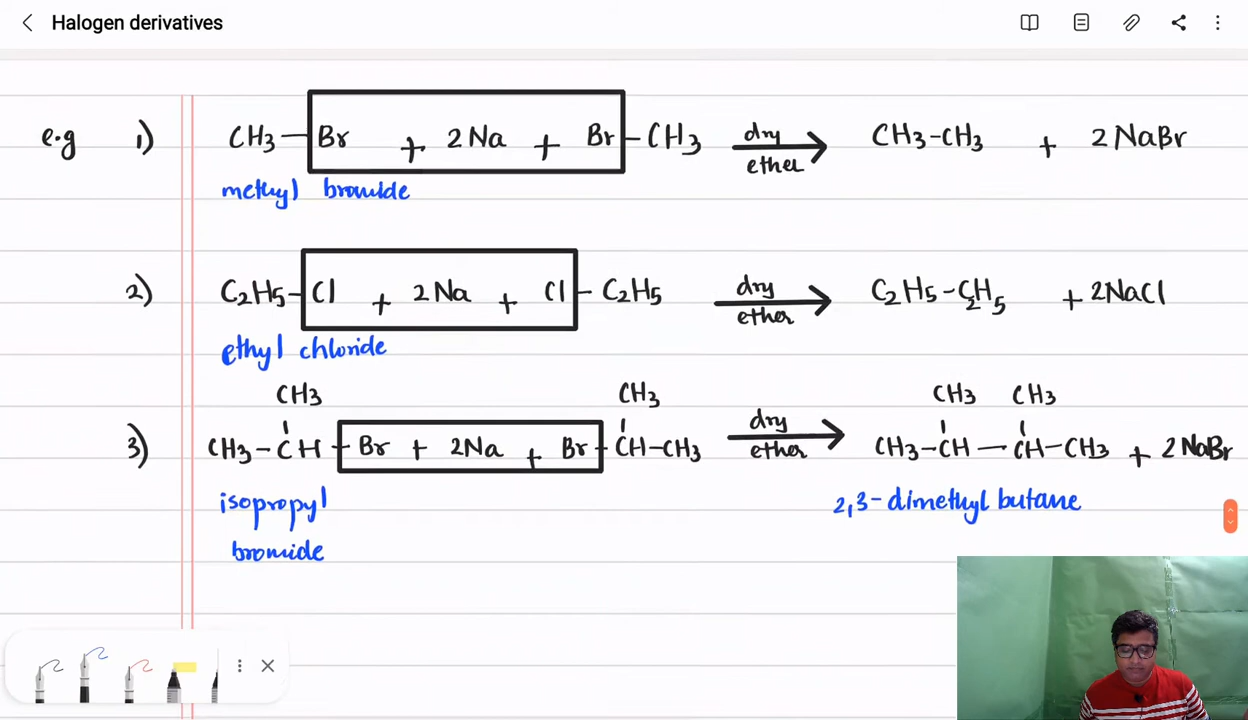 Halogen derivatives
e.g 1) CH3—Br + 2Na + Br—CH3 dry ether CH3-CH3 + 2NaBr
methyl bromide
2) C2H5-Cl + 2Na + Cl-C2H5 dry ether C2H5-C2H5 + 2NaCl
ethyl chloride
CH3 CH3 CH3 CH3
3) CH3-CH-Br + 2Na + Br-CH-CH3 dry ether CH3-CH—CH-CH3 + 2NaBr
isopropyl 2,3-dimethyl butane
bromide